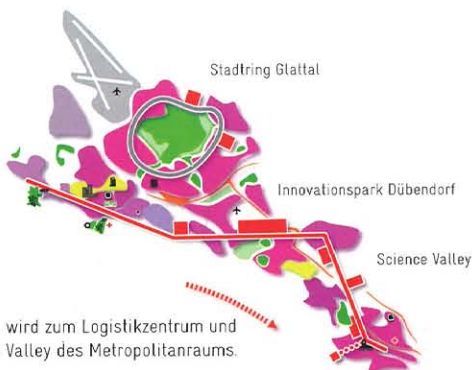 Stadtring Glattal
Innovationspark Dübendorf
Science Valley
wird zum Logistikzentrum und
Valley des Metropolitanraums.